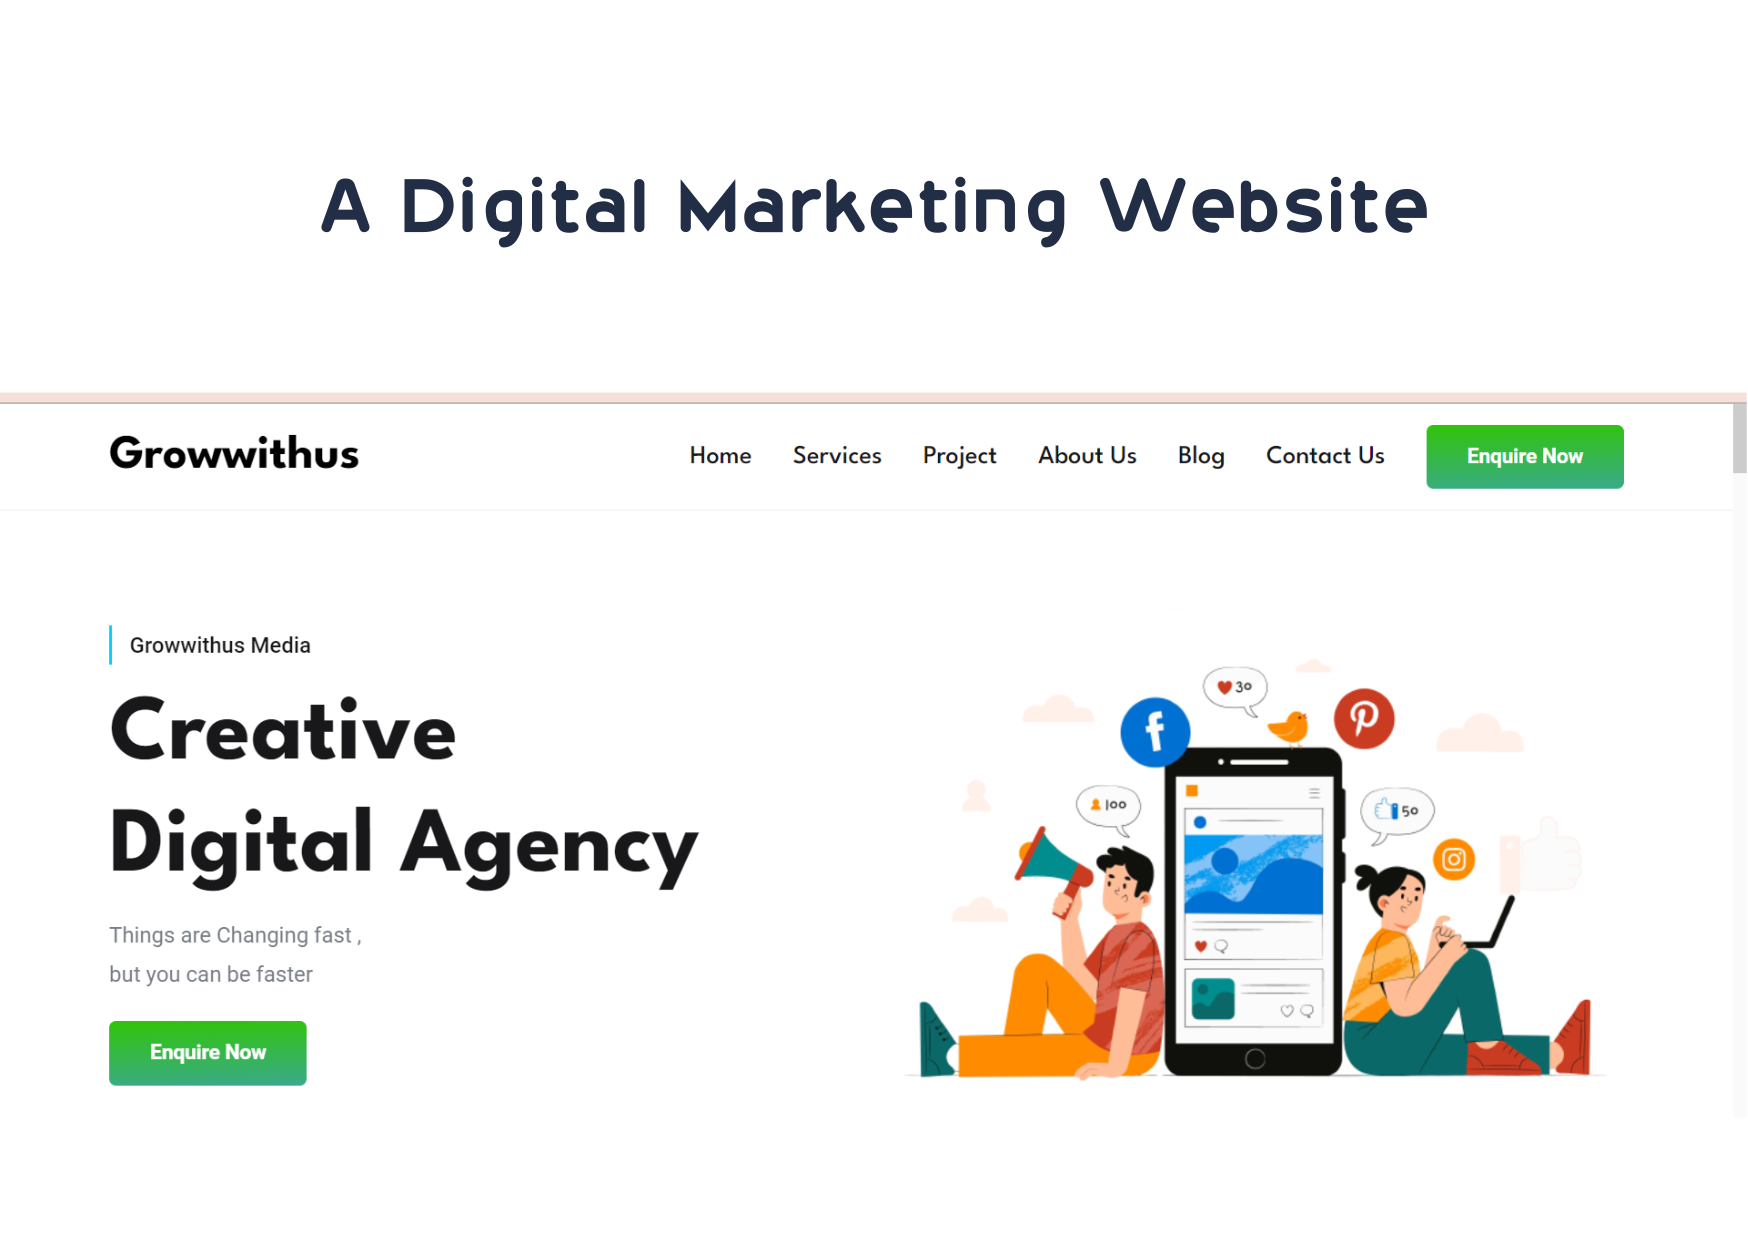 A Digital Marketing Website
Growwithus
Home Services Project About Us Blog Contact Us Enquire Now
Growwithus Media
Creative
Digital Agency
Things are Changing fast ,
but you can be faster
Enquire Now
30
100
50